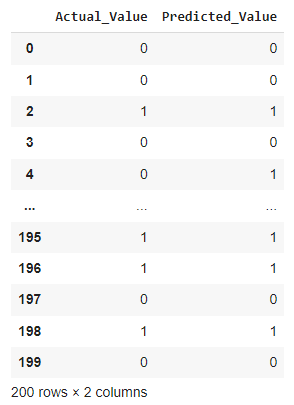 Actual_Value Predicted_Value
0 0 0
1 0 0
2 1 1
3 0 0
4 0 1
... ... ...
195 1 1
196 1 1
197 0 0
198 1 1
199 0 0
200 rows × 2 columns